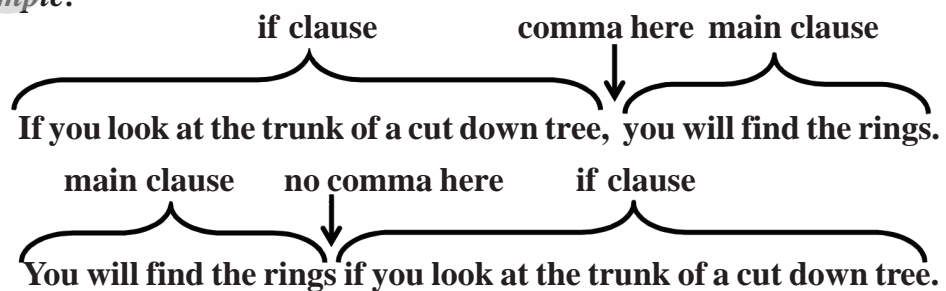 if clause comma here main clause
If you look at the trunk of a cut down tree, you will find the rings.
main clause no comma here if clause
You will find the rings if you look at the trunk of a cut down tree.